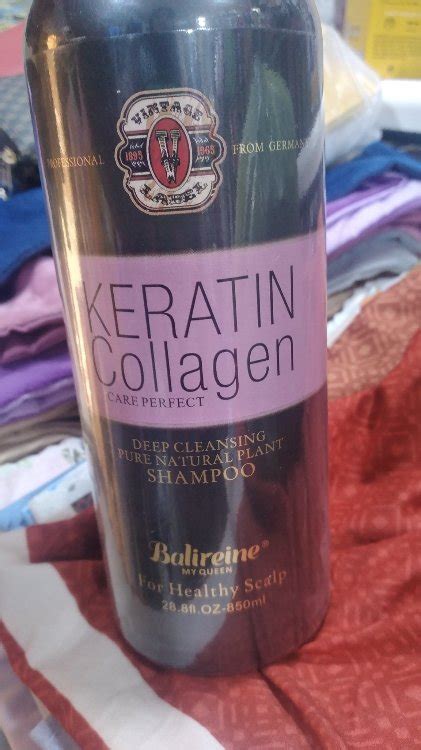 VINTAGE
1893 1968
V
LABEL
PROFESSIONAL FROM GERMANY
KERATIN
Collagen
CARE PERFECT
DEEP CLEANSING
PURE NATURAL PLANT
SHAMPOO
Balireine®
MY QUEEN
For Healthy Scalp
28.8fl.OZ-850ml